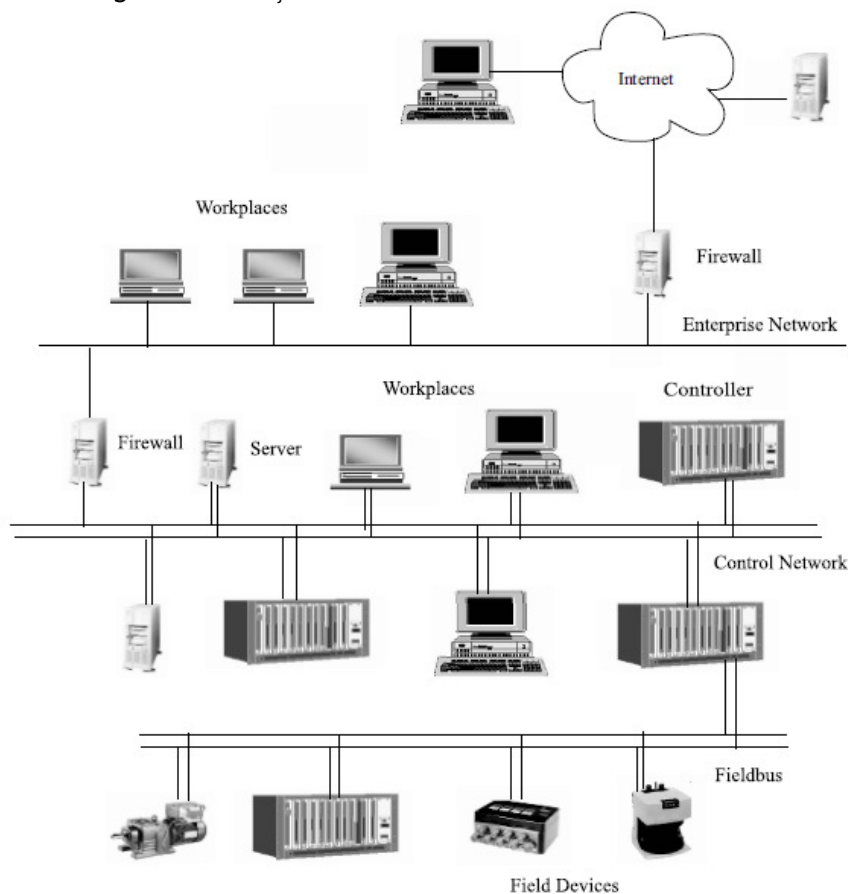 Internet
Workplaces
Firewall
Enterprise Network
Workplaces
Controller
Firewall
Server
Control Network
Fieldbus
Field Devices